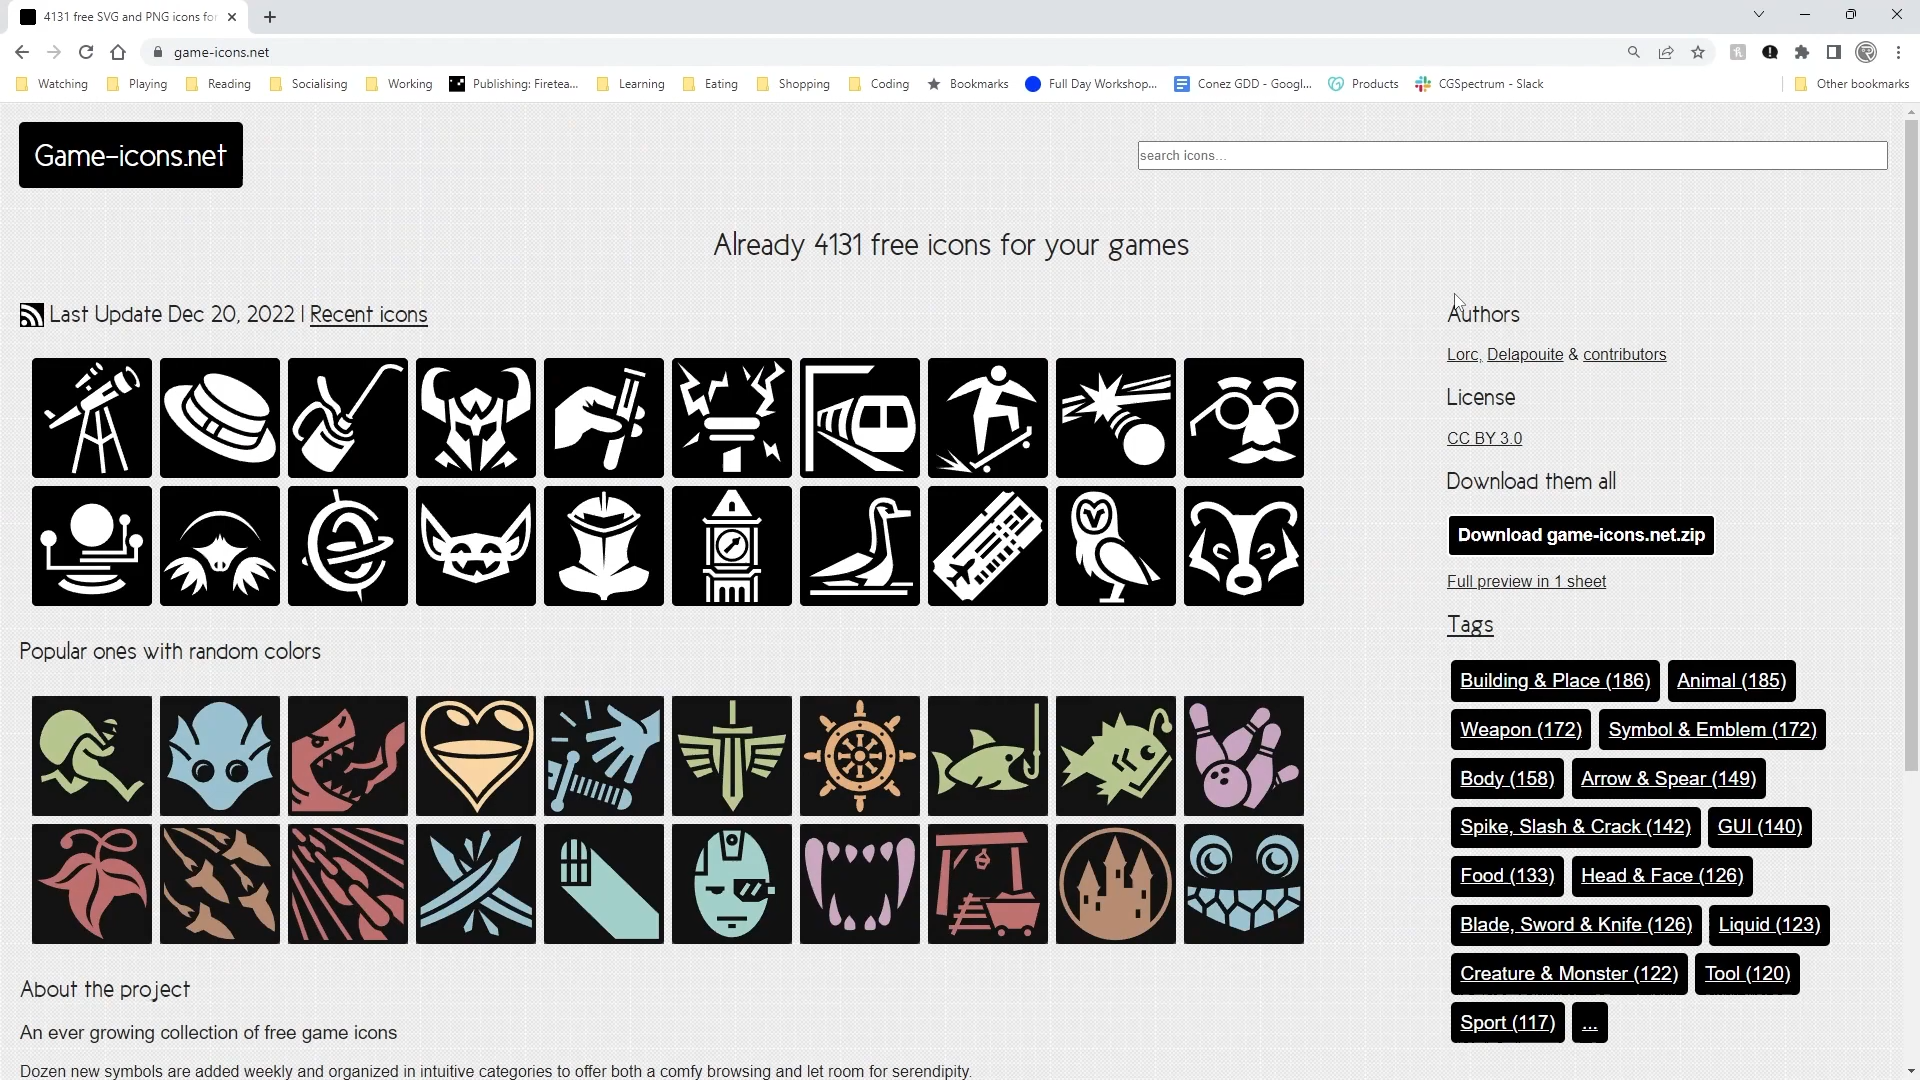 4131 free SVG and PNG icons for
game-icons.net
Watching
Playing
Reading
Socialising
Working
Publishing: Firetea...
Learning
Eating
Shopping
Coding
Bookmarks
Full Day Workshop...
Conez GDD - Googl...
Products
CGSpectrum - Slack
Other bookmarks
Game-icons.net
search icons...
Already 4131 free icons for your games
Last Update Dec 20, 2022 | Recent icons
Authors
Lorc, Delapouite & contributors
License
CC BY 3.0
Download them all
Download game-icons.net.zip
Full preview in 1 sheet
Tags
Building & Place (186)
Animal (185)
Weapon (172)
Symbol & Emblem (172)
Body (158)
Arrow & Spear (149)
Spike, Slash & Crack (142)
GUI (140)
Food (133)
Head & Face (126)
Blade, Sword & Knife (126)
Liquid (123)
Creature & Monster (122)
Tool (120)
Sport (117)
...
Popular ones with random colors
About the project
An ever growing collection of free game icons
Dozen new symbols are added weekly and organized in intuitive categories to offer both a comfy browsing and let room for serendipity.